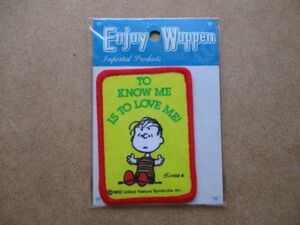 Enjoy Wappen
Imported Products
TO
KNOW ME
IS TO LOVE ME!
SCHULZ
©1952 United Feature Syndicate, Inc.